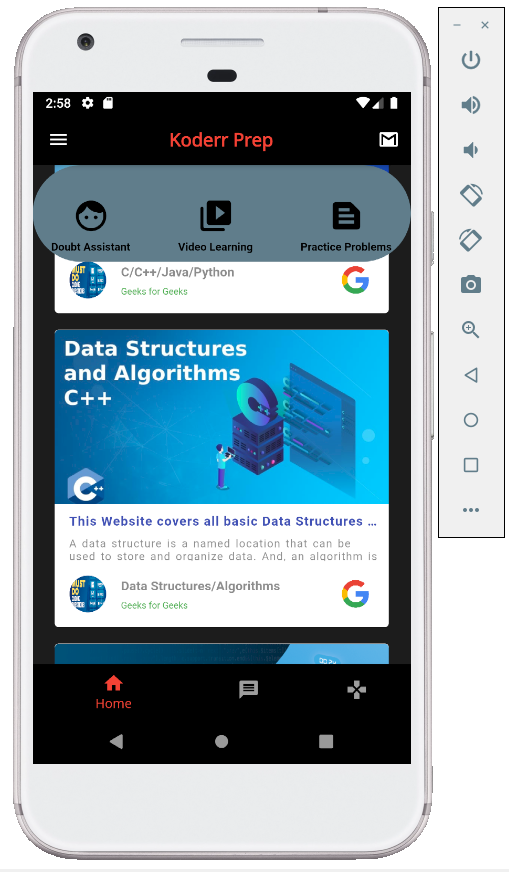 2:58
Koderr Prep
Doubt Assistant
Video Learning
Practice Problems
C/C++/Java/Python
Geeks for Geeks
Data Structures
and Algorithms
C++
C++
This Website covers all basic Data Structures ...
A data structure is a named location that can be
used to store and organize data. And, an algorithm is
MUST
DO
Data Structures/Algorithms
Geeks for Geeks
Home